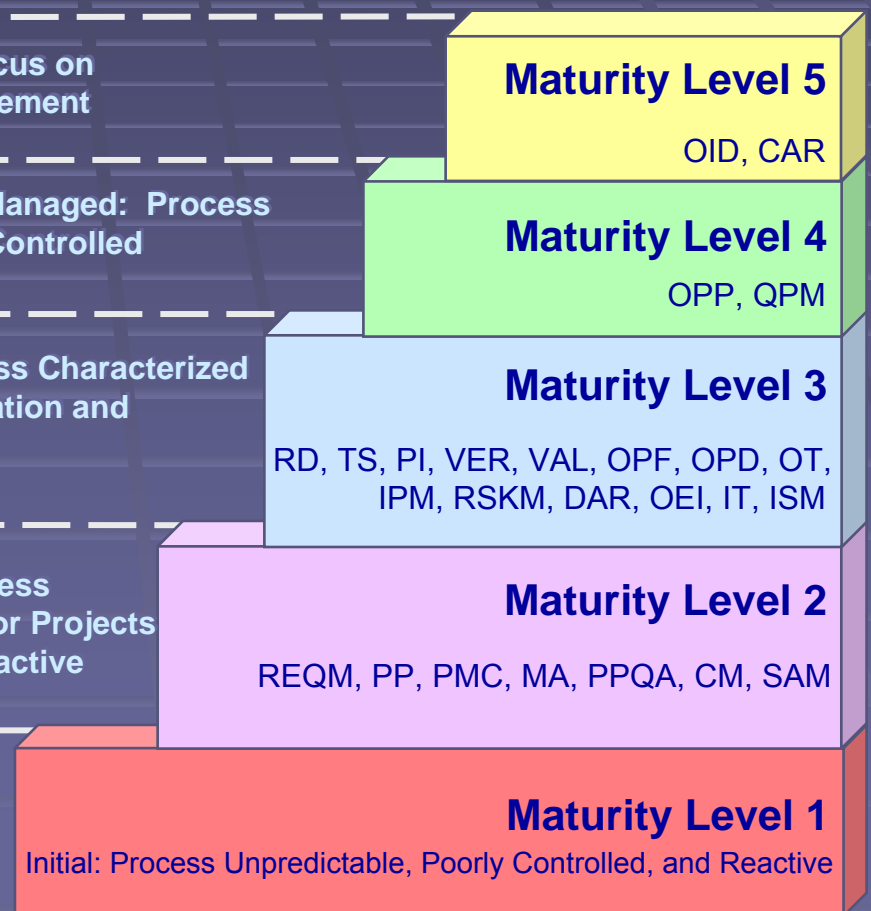 cus on
ement
Maturity Level 5
OID, CAR
Managed: Process
Controlled
Maturity Level 4
OPP, QPM
ss Characterized
ation and
Maturity Level 3
RD, TS, PI, VER, VAL, OPF, OPD, OT,
IPM, RSKM, DAR, OEI, IT, ISM
ess
or Projects
active
Maturity Level 2
REQM, PP, PMC, MA, PPQA, CM, SAM
Maturity Level 1
Initial: Process Unpredictable, Poorly Controlled, and Reactive